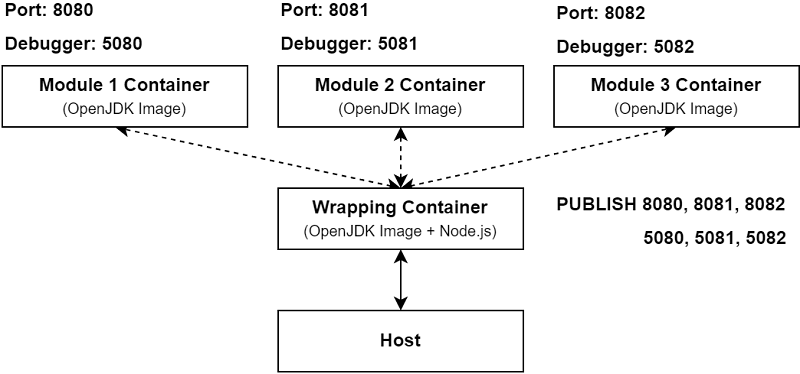 Port: 8080
Debugger: 5080
Port: 8081
Debugger: 5081
Port: 8082
Debugger: 5082
Module 1 Container
(OpenJDK Image)
Module 2 Container
(OpenJDK Image)
Module 3 Container
(OpenJDK Image)
Wrapping Container
(OpenJDK Image + Node.js)
PUBLISH 8080, 8081, 8082
5080, 5081, 5082
Host